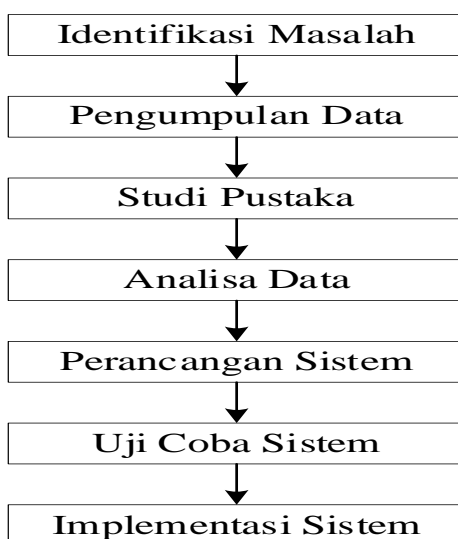 Identifikasi Masalah
Pengumpulan Data
Studi Pustaka
Analisa Data
Perancangan Sistem
Uji Coba Sistem
Implementasi Sistem